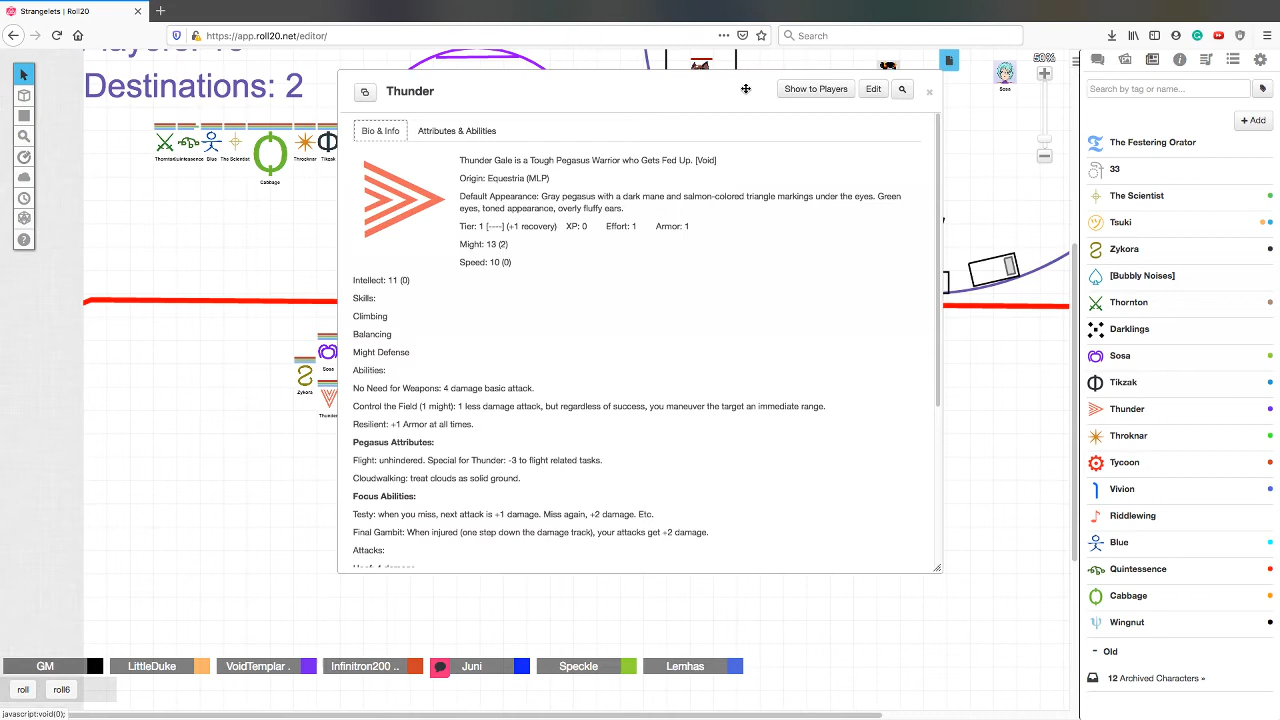 Strangelets | Roll20
https://app.roll20.net/editor/
Search
Destinations: 2
50%
Thornton
Quintessence
Blue
The Scientist
Cabbage
Throknar
Tikzak
Sosa
Zykora
Thunder
Sosa
Thunder
Show to Players
Edit
Bio & Info
Attributes & Abilities
Thunder Gale is a Tough Pegasus Warrior who Gets Fed Up. [Void]
Origin: Equestria (MLP)
Default Appearance: Gray pegasus with a dark mane and salmon-colored triangle markings under the eyes. Green
eyes, toned appearance, overly fluffy ears.
Tier: 1 [----] (+1 recovery) XP: 0 Effort: 1 Armor: 1
Might: 13 (2)
Speed: 10 (0)
Intellect: 11 (0)
Skills:
Climbing
Balancing
Might Defense
Abilities:
No Need for Weapons: 4 damage basic attack.
Control the Field (1 might): 1 less damage attack, but regardless of success, you maneuver the target an immediate range.
Resilient: +1 Armor at all times.
Pegasus Attributes:
Flight: unhindered. Special for Thunder: -3 to flight related tasks.
Cloudwalking: treat clouds as solid ground.
Focus Abilities:
Testy: when you miss, next attack is +1 damage. Miss again, +2 damage. Etc.
Final Gambit: When injured (one step down the damage track), your attacks get +2 damage.
Attacks:
Search by tag or name...
+ Add
The Festering Orator
33
The Scientist
Tsuki
Zykora
[Bubbly Noises]
Thornton
Darklings
Sosa
Tikzak
Thunder
Throknar
Tycoon
Vivion
Riddlewing
Blue
Quintessence
Cabbage
Wingnut
- Old
12 Archived Characters »
GM
LittleDuke
VoidTemplar .
Infinitron200 ..
Juni
Speckle
Lemhas
roll
roll6
javascript:void(0);